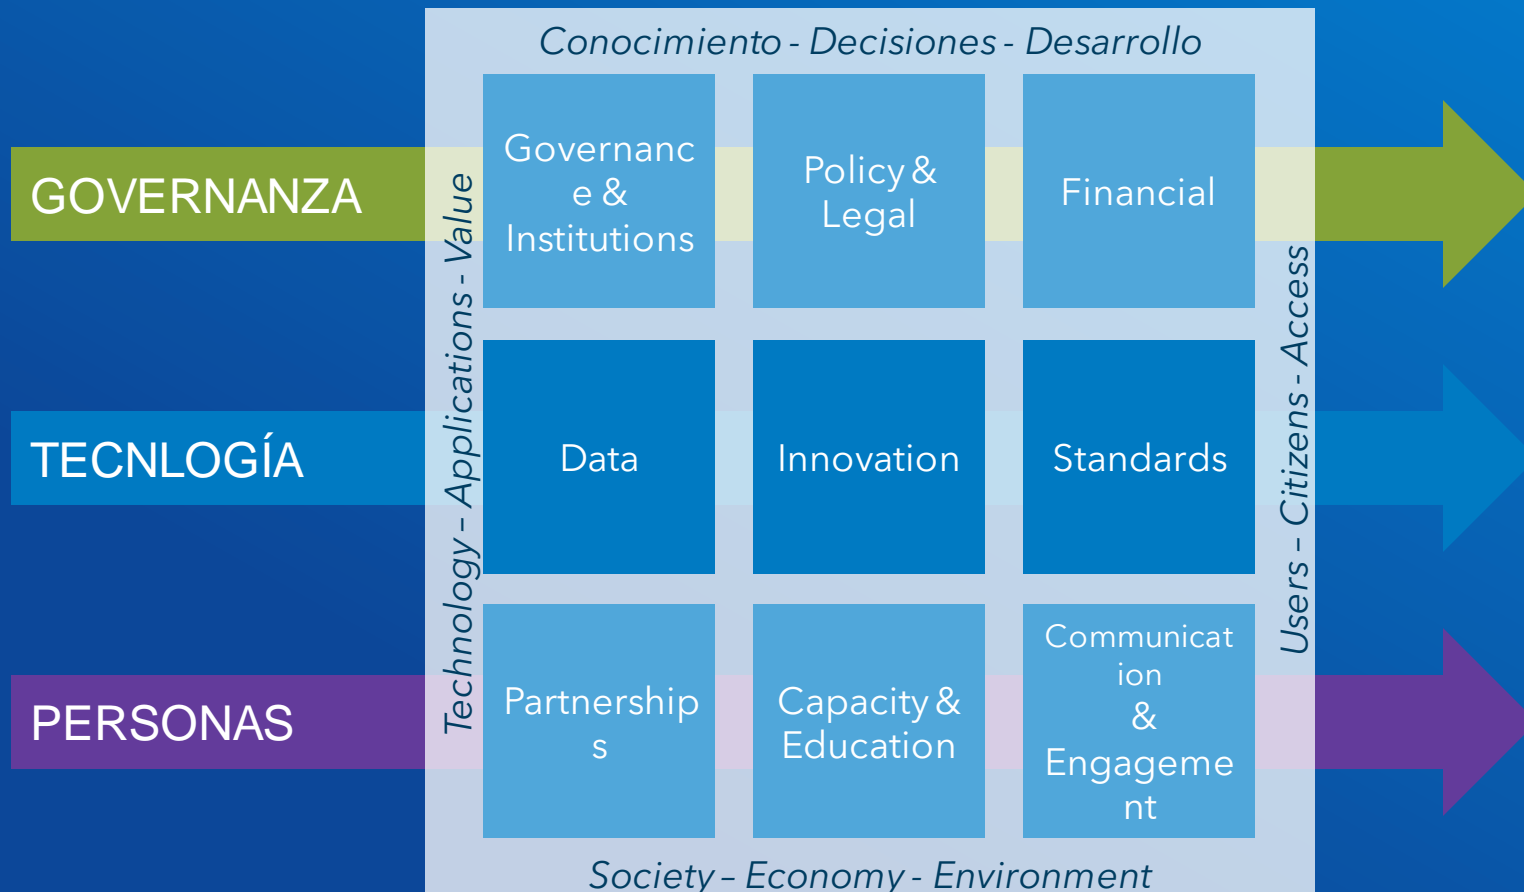 Conocimiento - Decisiones - Desarrollo
GOVERNANZA
Governanc
e &
Institutions
Policy &
Legal
Financial
Technology – Applications - Value
Users – Citizens - Access
TECNLOGÍA
Data
Innovation
Standards
PERSONAS
Partnership
s
Capacity &
Education
Communicat
ion
&
Engageme
nt
Society – Economy - Environment